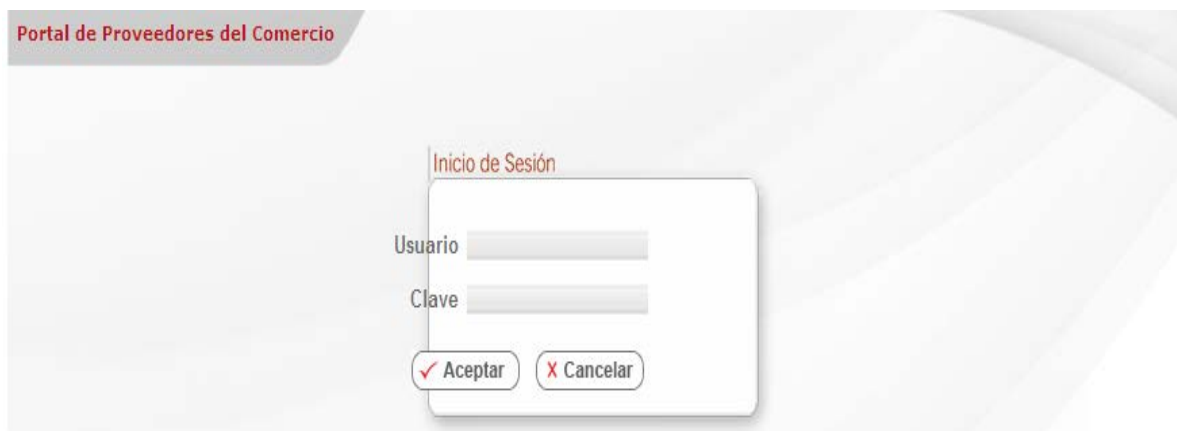 Portal de Proveedores del Comercio
Inicio de Sesión
Usuario
Clave
Aceptar X Cancelar